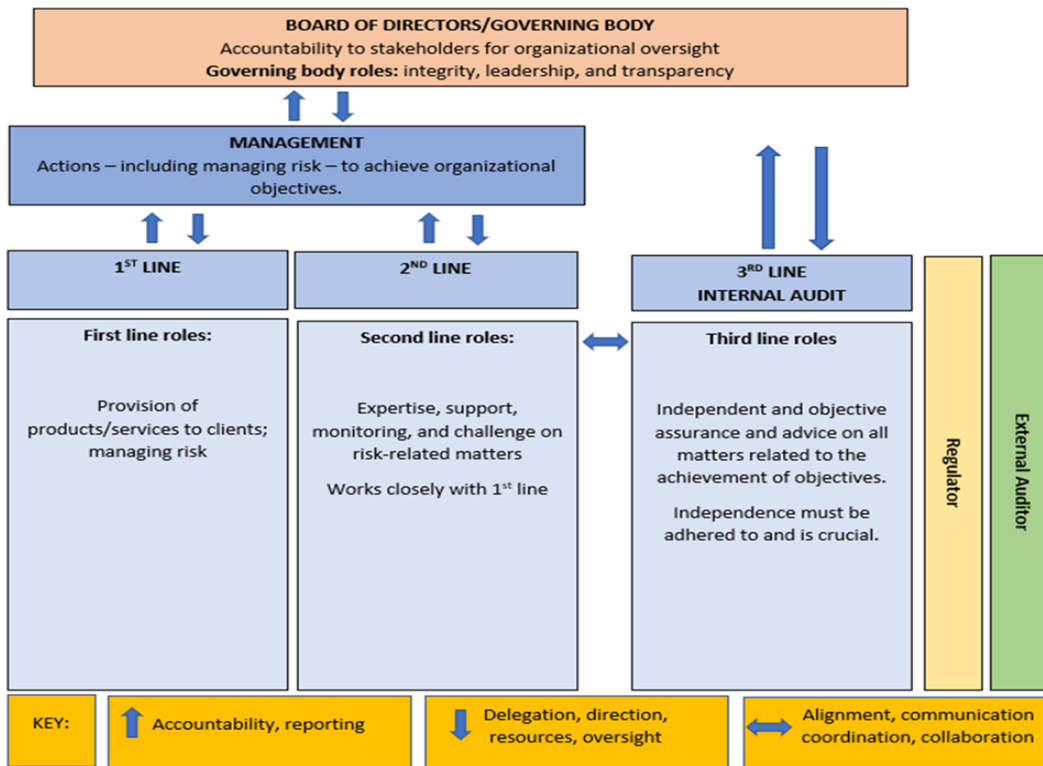 BOARD OF DIRECTORS/GOVERNING BODY
Accountability to stakeholders for organizational oversight
Governing body roles: integrity, leadership, and transparency
MANAGEMENT
Actions – including managing risk – to achieve organizational
objectives.
1ST LINE
2ND LINE
3RD LINE
INTERNAL AUDIT
First line roles:
Provision of
products/services to clients;
managing risk
Second line roles:
Expertise, support,
monitoring, and challenge on
risk-related matters
Works closely with 1st line
Third line roles
Independent and objective
assurance and advice on all
matters related to the
achievement of objectives.
Independence must be
adhered to and is crucial.
Regulator
External Auditor
KEY:
Accountability, reporting
Delegation, direction,
resources, oversight
Alignment, communication
coordination, collaboration